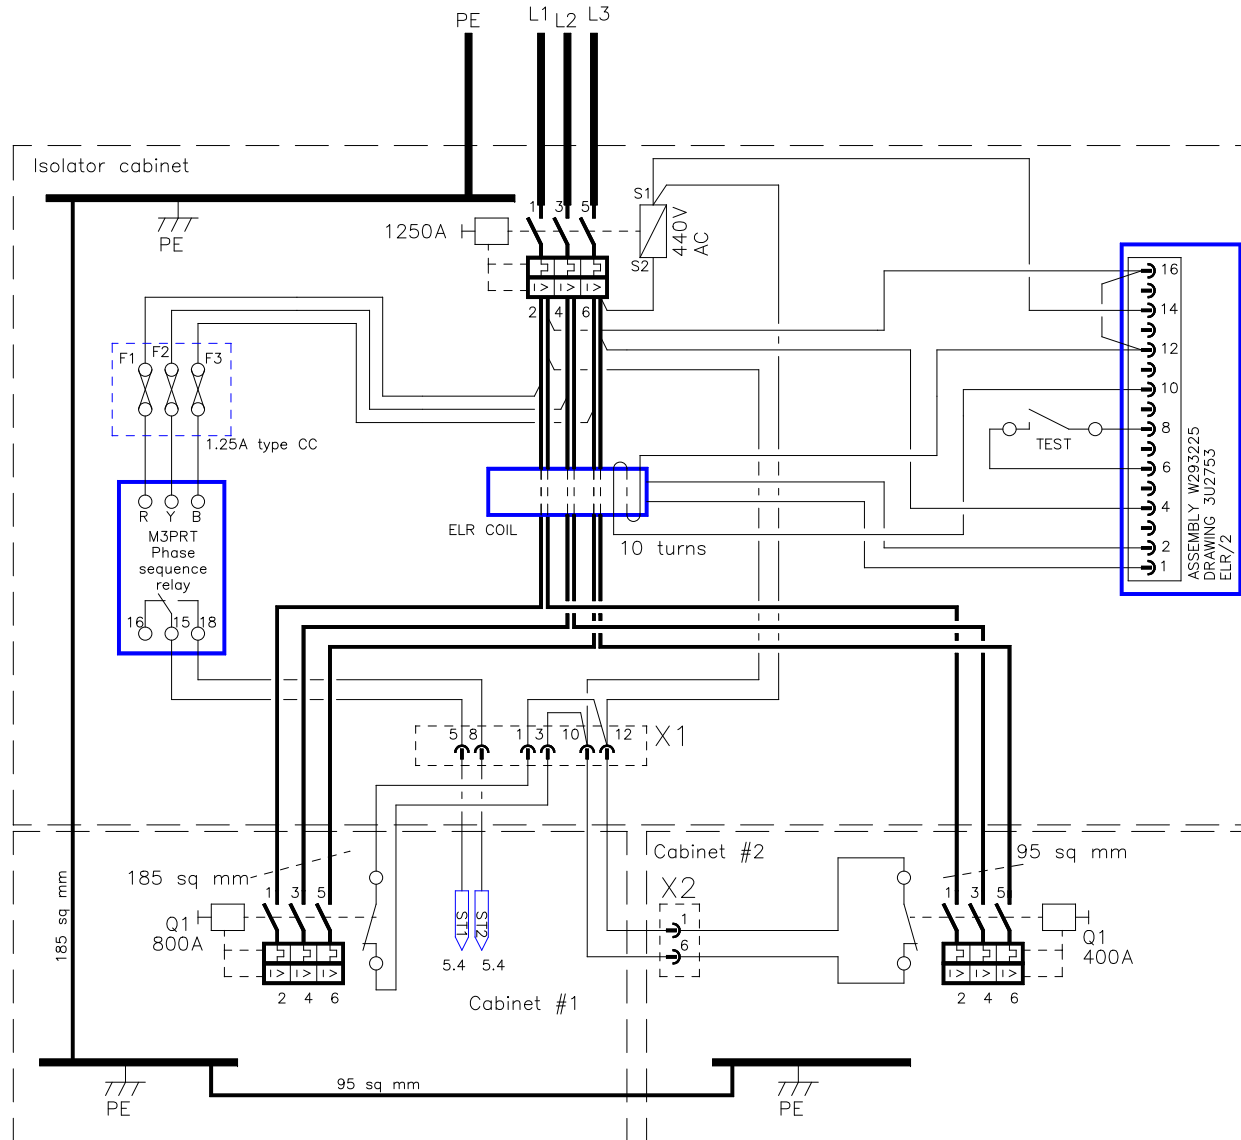 PE L1 L2 L3
Isolator cabinet
PE
1250A
1 3 5
S1
S2
440V
AC
2 4 6
F1 F2 F3
1.25A type CC
R Y B
M3PRT
Phase
sequence
relay
16 15 18
ELR COIL
10 turns
TEST
16
14
12
10
8
6
4
2
1
ASSEMBLY W293225
DRAWING 3U2753
ELR/2
5 8 1 3 10 12
X1
185 sq mm
185 sq mm
1 3 5
Q1
800A
2 4 6
ST1 ST2
5.4 5.4
Cabinet #1
Cabinet #2
X2
1
6
95 sq mm
1 3 5
Q1
400A
2 4 6
95 sq mm
PE
PE